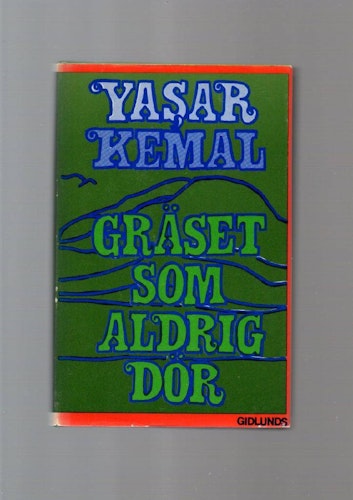 YAŞAR
KEMAL
GRÄSET
SOM
ALDRIG
DÖR
GIDLUNDS